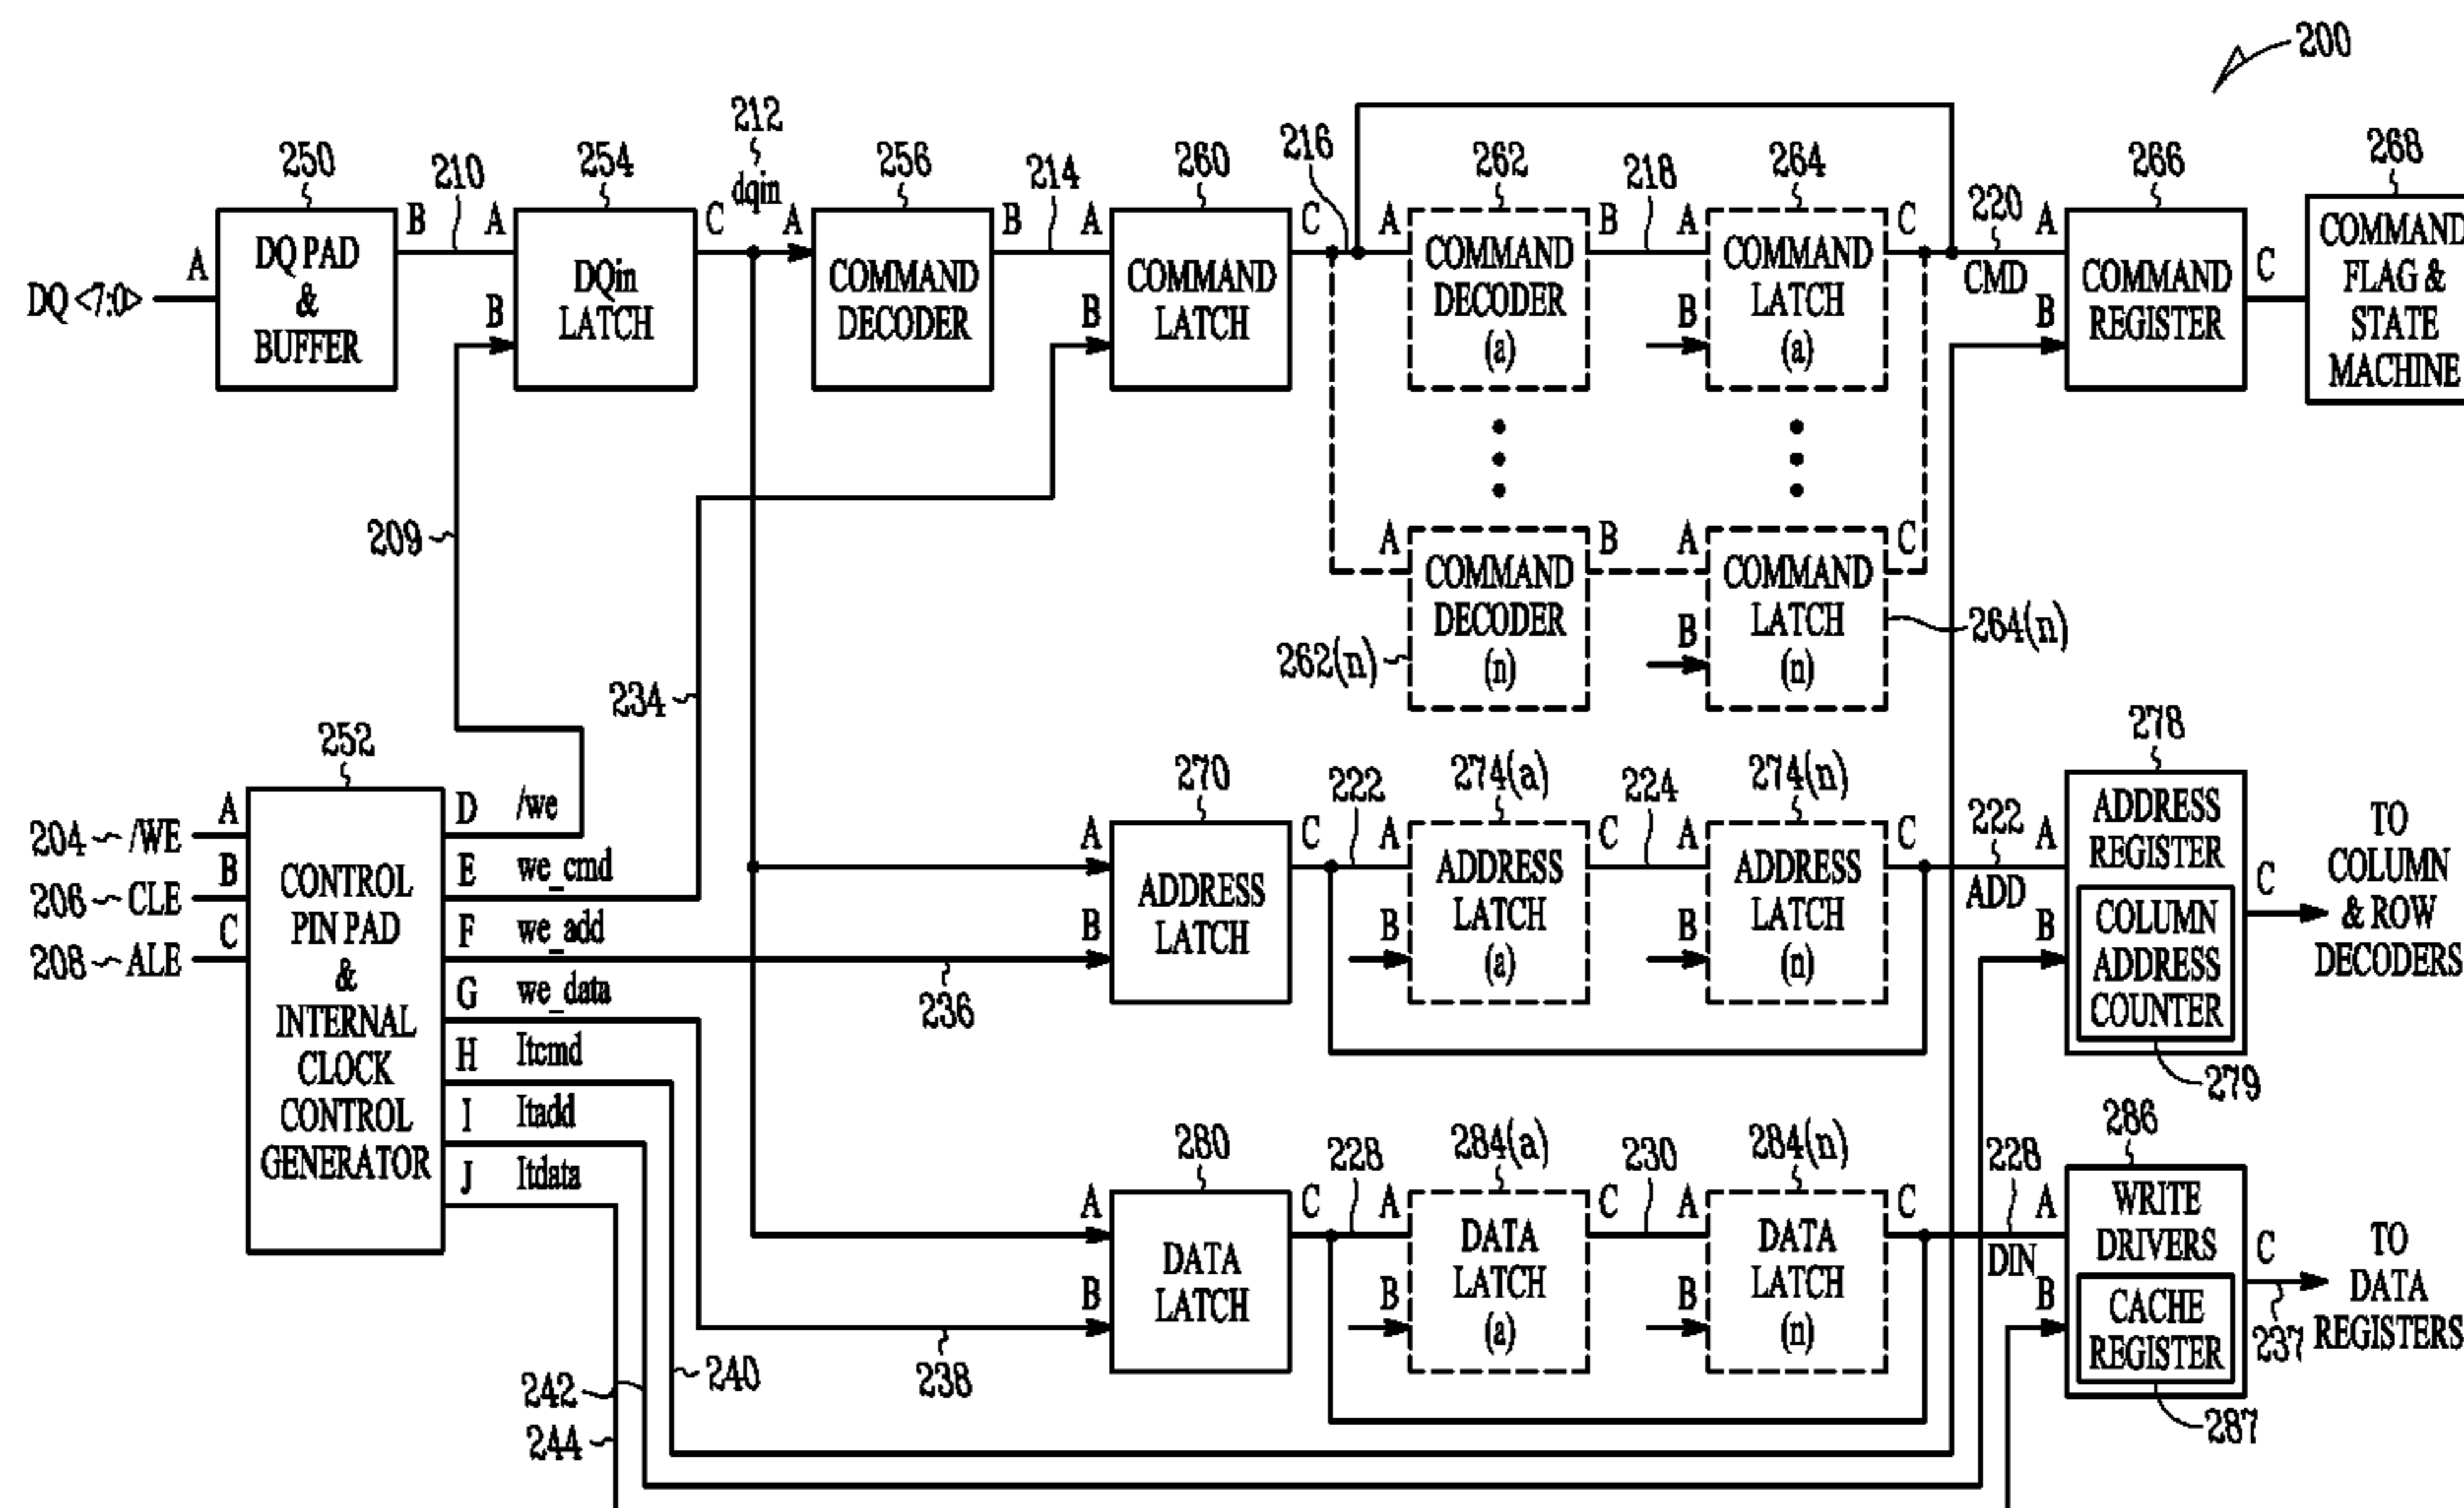 200
212
250
210
254
dqin
256
214
260
216
262
218
264
220
266
268
A
B
A
C
A
B
A
C
A
B
A
C
A
C
DQ <7:0>
DQ PAD
&
BUFFER
B
DQin
LATCH
COMMAND
DECODER
B
COMMAND
LATCH
COMMAND
DECODER
(a)
B
COMMAND
LATCH
(a)
CMD
B
COMMAND
REGISTER
COMMAND
FLAG &
STATE
MACHINE
209
A
B
A
C
COMMAND
DECODER
(n)
262(n)
B
COMMAND
LATCH
(n)
264(n)
234
252
204
/WE
A
206
CLE
B
208
ALE
C
CONTROL
PIN PAD
&
INTERNAL
CLOCK
CONTROL
GENERATOR
D
/we
E
we_cmd
F
we_add
G
we_data
H
Itcmd
I
Itadd
J
Itdata
270
222
274(a)
224
274(n)
222
278
A
C
A
C
A
C
A
B
ADDRESS
LATCH
B
ADDRESS
LATCH
(a)
B
ADDRESS
LATCH
(n)
ADD
B
ADDRESS
REGISTER
COLUMN
ADDRESS
COUNTER
C
TO
COLUMN
& ROW
DECODERS
236
279
280
228
284(a)
230
284(n)
228
286
A
C
A
C
A
C
A
B
DATA
LATCH
B
DATA
LATCH
(a)
B
DATA
LATCH
(n)
DIN
B
WRITE
DRIVERS
CACHE
REGISTER
C
237
TO
DATA
REGISTERS
238
287
240
242
244